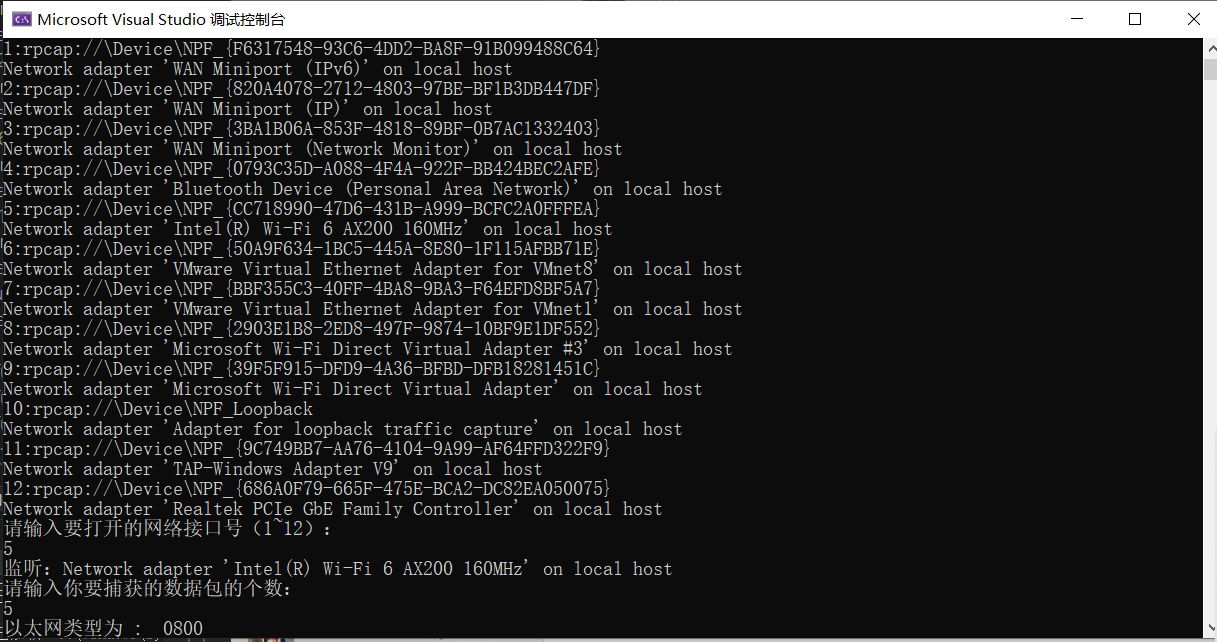 Microsoft Visual Studio 调试控制台
1:rpcap://\Device\NPF_{F6317548-93C6-4DD2-BA8F-91B099488C64}
Network adapter 'WAN Miniport (IPv6)' on local host
2:rpcap://\Device\NPF_{820A4078-2712-4803-97BE-BF1B3DB447DF}
Network adapter 'WAN Miniport (IP)' on local host
3:rpcap://\Device\NPF_{3BA1B06A-853F-4818-89BF-0B7AC1332403}
Network adapter 'WAN Miniport (Network Monitor)' on local host
4:rpcap://\Device\NPF_{0793C35D-A088-4F4A-922F-BB424BEC2AFE}
Network adapter 'Bluetooth Device (Personal Area Network)' on local host
5:rpcap://\Device\NPF_{CC718990-47D6-431B-A999-BCFC2A0FFFEA}
Network adapter 'Intel(R) Wi-Fi 6 AX200 160MHz' on local host
6:rpcap://\Device\NPF_{50A9F634-1BC5-445A-8E80-1F115AFBB71E}
Network adapter 'VMware Virtual Ethernet Adapter for VMnet8' on local host
7:rpcap://\Device\NPF_{BBF355C3-40FF-4BA8-9BA3-F64EFD8BF5A7}
Network adapter 'VMware Virtual Ethernet Adapter for VMnet1' on local host
8:rpcap://\Device\NPF_{2903E1B8-2ED8-497F-9874-10BF9E1DF552}
Network adapter 'Microsoft Wi-Fi Direct Virtual Adapter #3' on local host
9:rpcap://\Device\NPF_{39F5F915-DFD9-4A36-BFBD-DFB18281451C}
Network adapter 'Microsoft Wi-Fi Direct Virtual Adapter' on local host
10:rpcap://\Device\NPF_Loopback
Network adapter 'Adapter for loopback traffic capture' on local host
11:rpcap://\Device\NPF_{9C749BB7-AA76-4104-9A99-AF64FFD322F9}
Network adapter 'TAP-Windows Adapter V9' on local host
12:rpcap://\Device\NPF_{686A0F79-665F-475E-BCA2-DC82EA050075}
Network adapter 'Realtek PCIe GbE Family Controller' on local host
请输入要打开的网络接口号（1~12）:
5
监听: Network adapter 'Intel(R) Wi-Fi 6 AX200 160MHz' on local host
请输入你要捕获的数据包的个数:
5
以太网类型为 : 0800